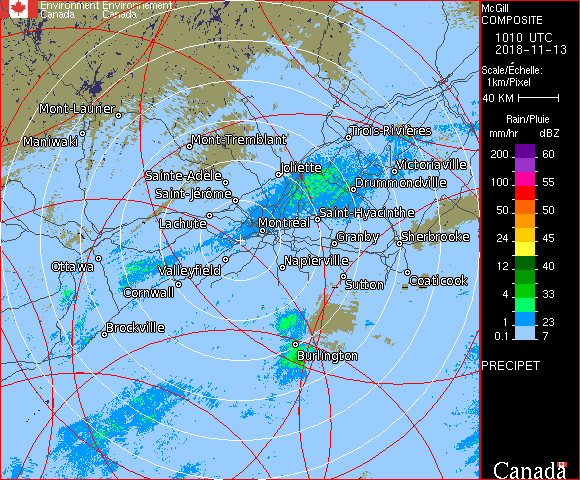 Environment Environnement
Canada Canada
McGill
COMPOSITE
1010 UTC
2018-11-13
Scale/Échelle:
1km/Pixel
40 KM
Rain/Pluie
mm/hr dBZ
200 60
100 55
50 50
24 45
12 40
4 33
1 23
0.1 7
PRECIPET
Mont-Laurier
Maniwaki
Mont-Tremblant
Trois-Rivières
Joliette
Victoriaville
Sainte-Adèle
Drummondville
Saint-Jérôme
Saint-Hyacinthe
Lachute
Montréal
Granby
Sherbrooke
Ottawa
Valleyfield
Napierville
Sutton
Coaticook
Cornwall
Brockville
Burlington
Canada